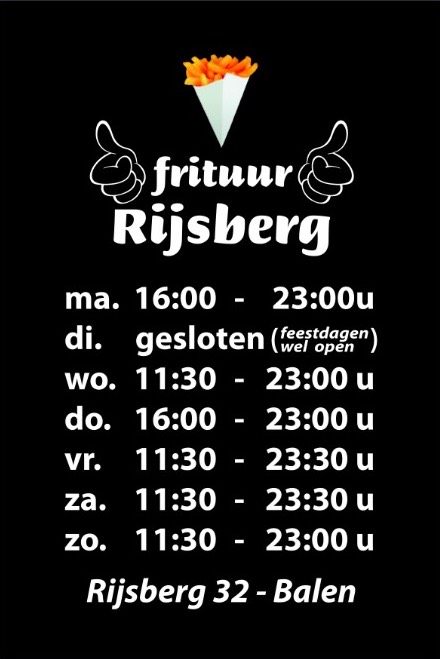 frituur
Rijsberg
ma. 16:00 - 23:00u
di. gesloten (feestdagen wel open)
wo. 11:30 - 23:00 u
do. 16:00 - 23:00 u
vr. 11:30 - 23:30 u
za. 11:30 - 23:30 u
zo. 11:30 - 23:00 u
Rijsberg 32 - Balen